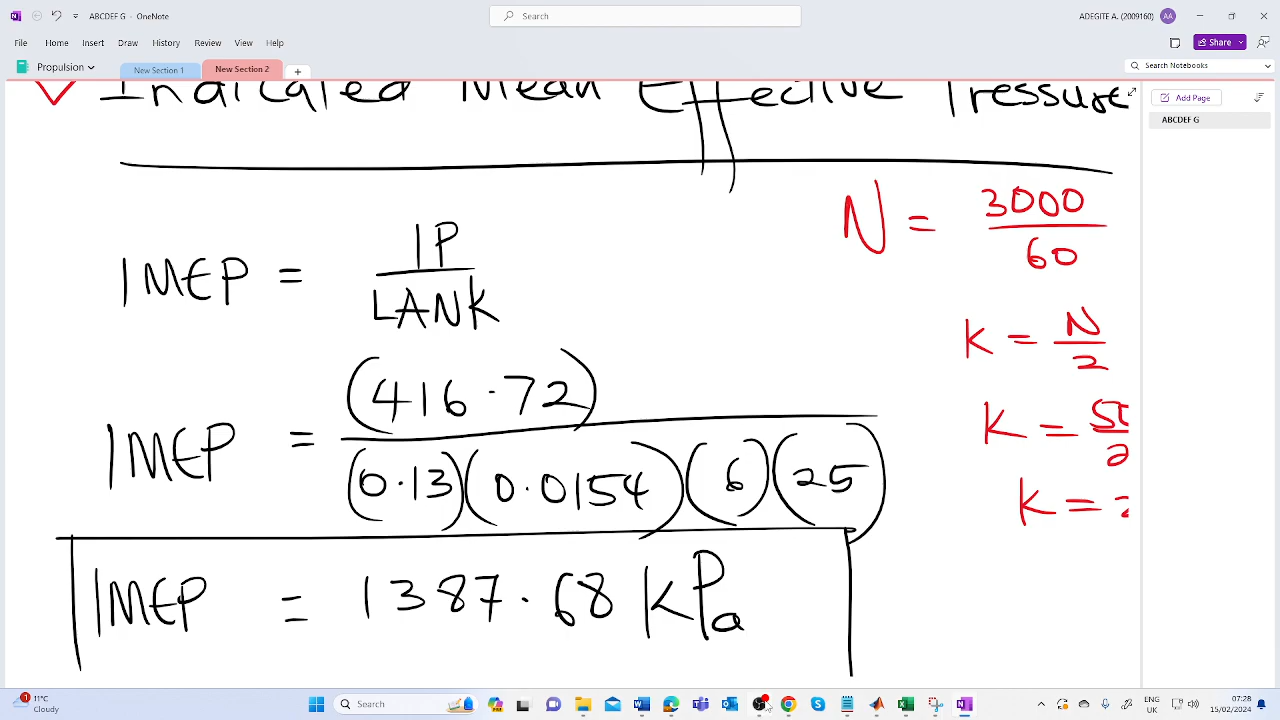 ABCDEF - OneNote
Search
ADEGITE A. (2009160) AA
File Home Insert Draw History Review View Help
Share
Propulsion New Section 1 New Section 2 +
Search Notebooks
Add Page
ABCDEF G
Indicated Mean Effective Pressure
N = 3000
60
IMEP = IP
LANK
K = N
2
IMEP = (416.72)
(0.13)(0.0154)(6)(25)
K =
2
K =
IMEP = 1387.68 kPa
11°C
Cloudy
Search
ENG
UK
07:28
15/02/2024